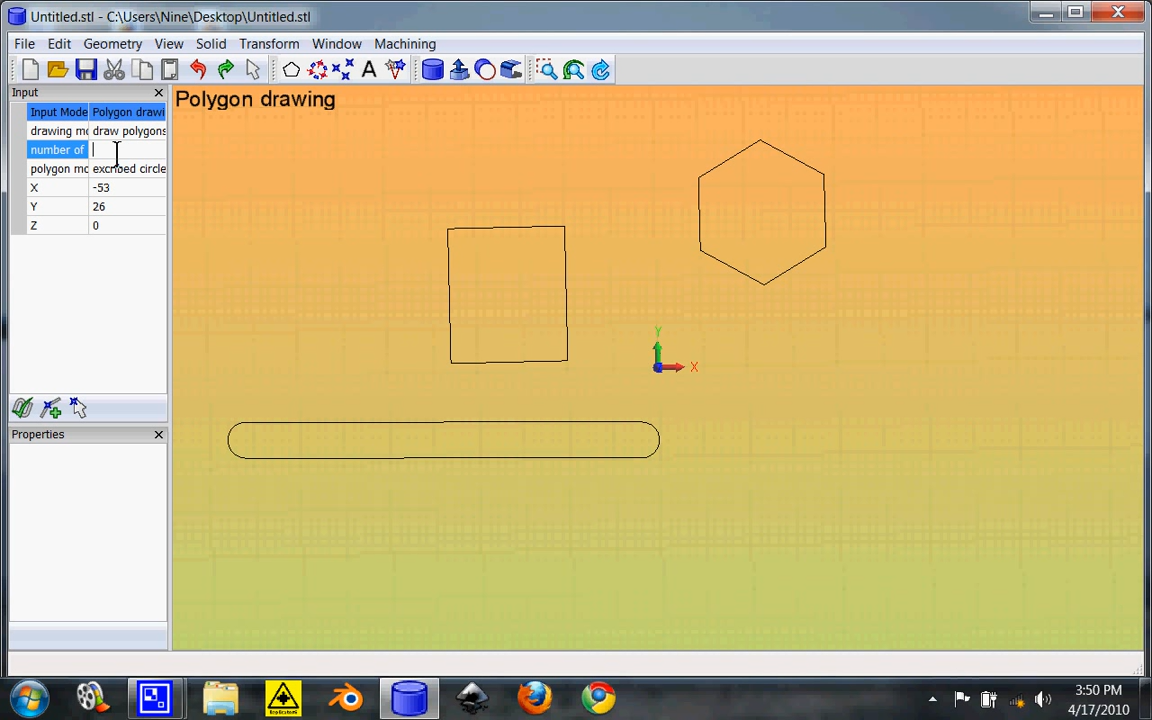 Untitled.stl - C:\Users\Nine\Desktop\Untitled.stl
File Edit Geometry View Solid Transform Window Machining
Input
Polygon drawing
Input Mode Polygon drawi
drawing mo draw polygons
number of
polygon mo excribed circle
X -53
Y 26
Z 0
Y
X
Properties
3:50 PM
4/17/2010